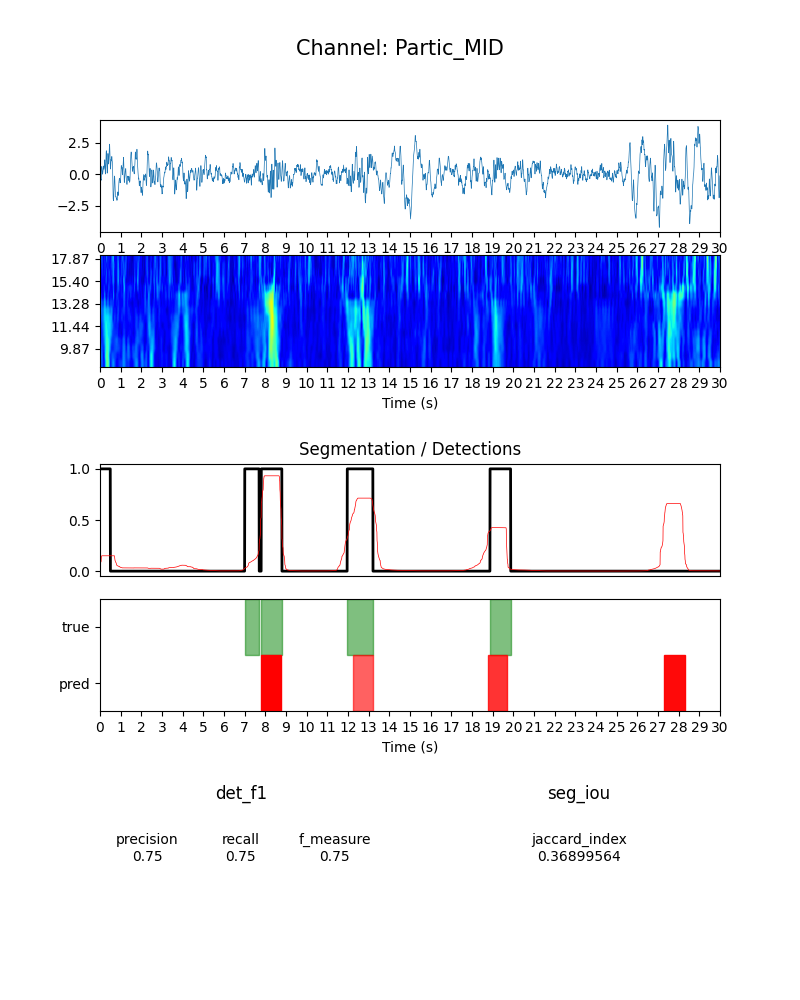 Channel: Partic_MID
2.5
0.0
−2.5
0 1 2 3 4 5 6 7 8 9 10 11 12 13 14 15 16 17 18 19 20 21 22 23 24 25 26 27 28 29 30
17.87
15.40
13.28
11.44
9.87
0 1 2 3 4 5 6 7 8 9 10 11 12 13 14 15 16 17 18 19 20 21 22 23 24 25 26 27 28 29 30
Time (s)
Segmentation / Detections
1.0
0.5
0.0
true
pred
0 1 2 3 4 5 6 7 8 9 10 11 12 13 14 15 16 17 18 19 20 21 22 23 24 25 26 27 28 29 30
Time (s)
det_f1 seg_iou
precision recall f_measure jaccard_index
0.75 0.75 0.75 0.36899564